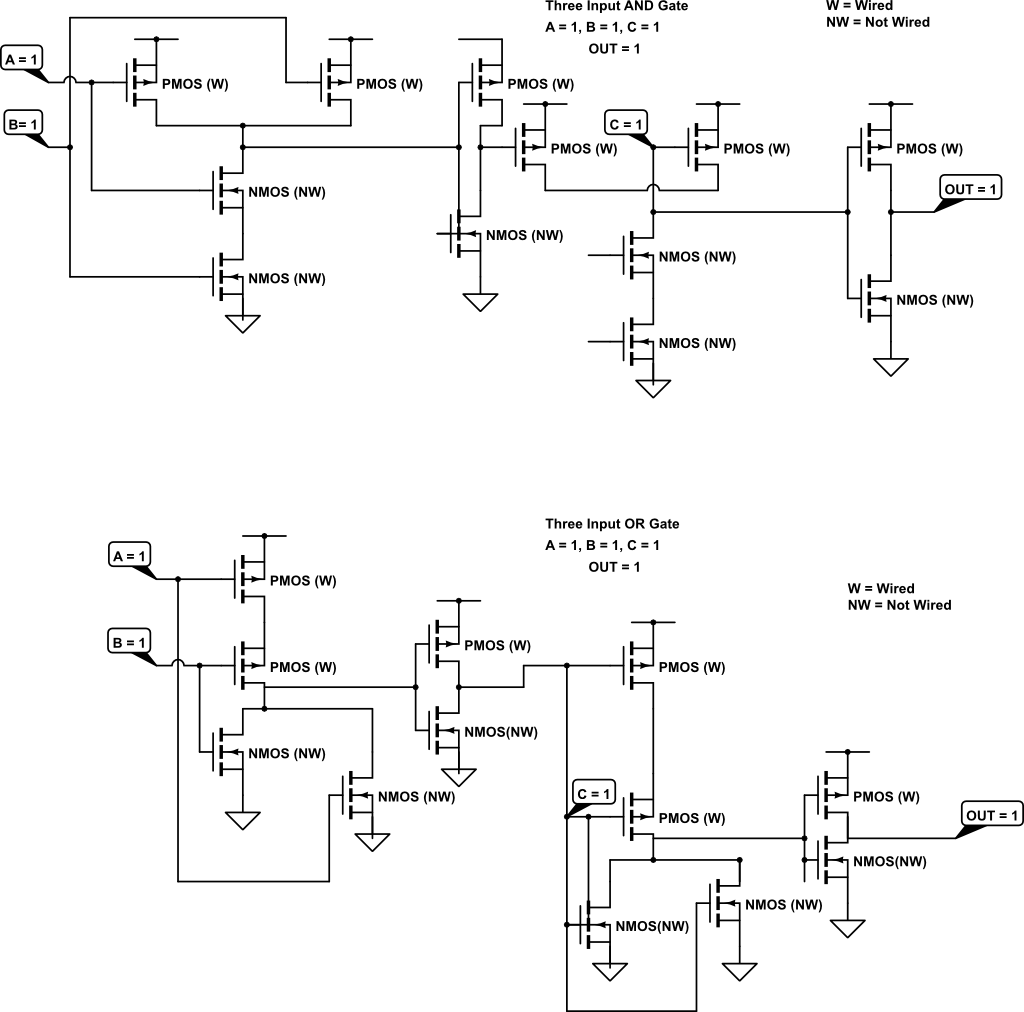 Three Input AND Gate
A = 1, B = 1, C = 1
OUT = 1
W = Wired
NW = Not Wired
A = 1
PMOS (W)
PMOS (W)
PMOS (W)
B= 1
PMOS (W)
C = 1
PMOS (W)
PMOS (W)
NMOS (NW)
OUT = 1
NMOS (NW)
NMOS (NW)
NMOS (NW)
NMOS (NW)
NMOS (NW)
Three Input OR Gate
A = 1, B = 1, C = 1
OUT = 1
W = Wired
NW = Not Wired
A = 1
PMOS (W)
B = 1
PMOS (W)
PMOS (W)
PMOS (W)
NMOS (NW)
NMOS(NW)
NMOS (NW)
C = 1
PMOS (W)
PMOS (W)
OUT = 1
NMOS(NW)
NMOS(NW)
NMOS (NW)